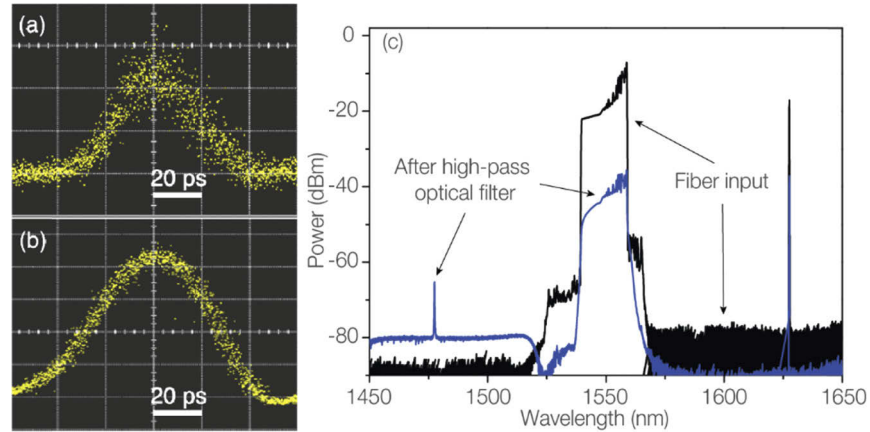 (a)
20 ps
(b)
20 ps
(c)
0
-20
-40
-60
-80
Power (dBm)
After high-pass
optical filter
Fiber input
1450
1500
1550
1600
1650
Wavelength (nm)